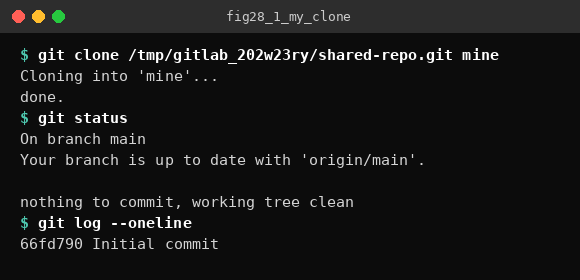 fig28_1_my_clone
$ git clone /tmp/gitlab_202w23ry/shared-repo.git mine
Cloning into 'mine'...
done.
$ git status
On branch main
Your branch is up to date with 'origin/main'.
nothing to commit, working tree clean
$ git log --oneline
66fd790 Initial commit